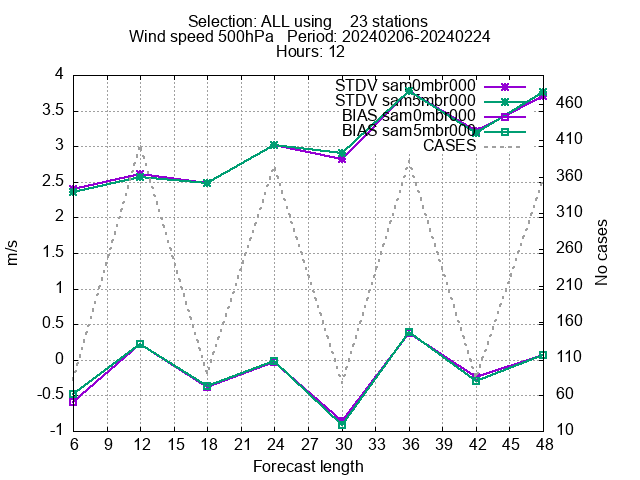 Selection: ALL using    23 stations
Wind speed 500hPa   Period: 20240206-20240224
Hours: 12
STDV sam0mbr000
STDV sam5mbr000
BIAS sam0mbr000
BIAS sam5mbr000
CASES
4
3.5
3
2.5
2
1.5
1
0.5
0
-0.5
-1
m/s
460
410
360
310
260
210
160
110
60
10
No cases
6 9 12 15 18 21 24 27 30 33 36 39 42 45 48
Forecast length